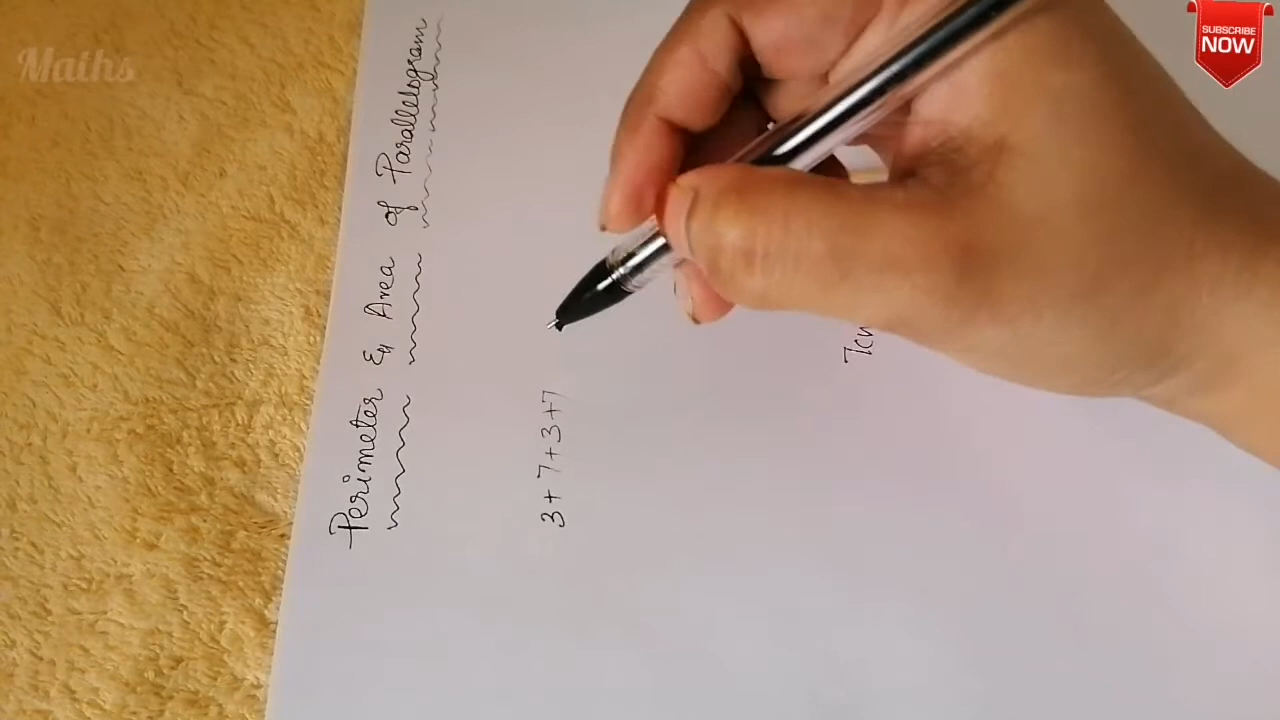 Maths
SUBSCRIBE
NOW
Perimeter & Area of Parallelogram
3+7+3+7